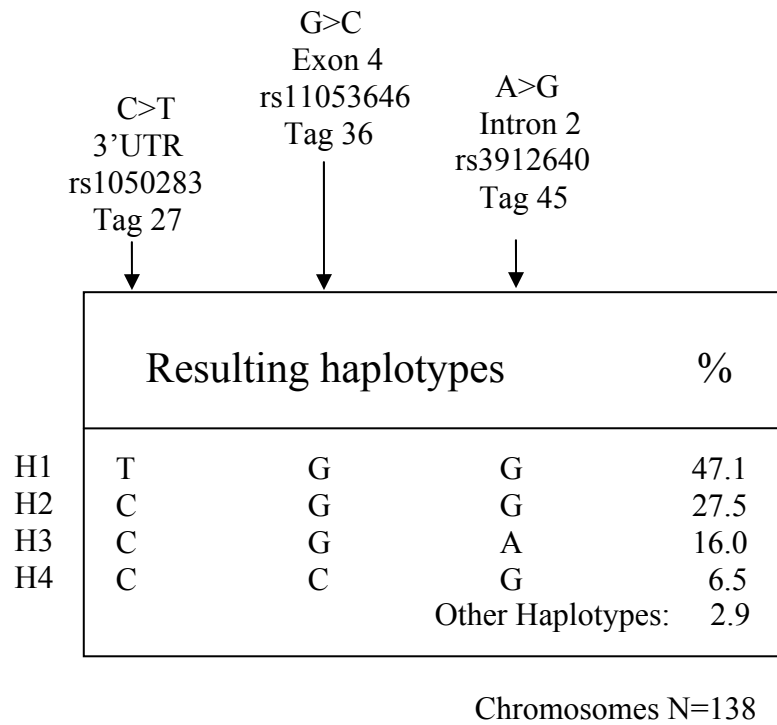 C>T
3’UTR
rs1050283
Tag 27
G>C
Exon 4
rs11053646
Tag 36
A>G
Intron 2
rs3912640
Tag 45
Resulting haplotypes %
H1 T G G 47.1
H2 C G G 27.5
H3 C G A 16.0
H4 C C G 6.5
Other Haplotypes: 2.9
Chromosomes N=138